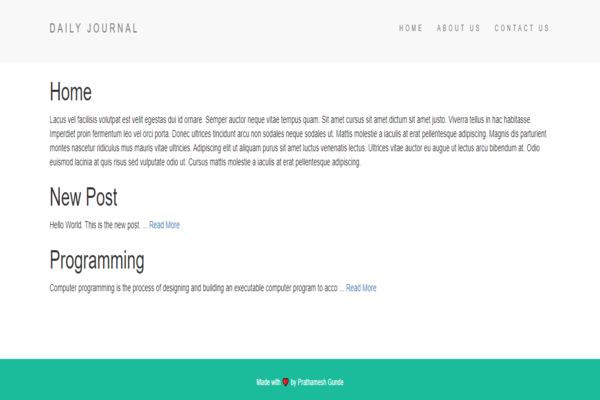 DAILY JOURNAL
HOME ABOUT US CONTACT US
Home
Lacus vel facilisis volutpat est velit egestas dui id ornare. Semper auctor neque vitae tempus quam. Sit amet cursus sit amet dictum sit amet justo. Viverra tellus in hac habitasse.
Imperdiet proin fermentum leo vel orci porta. Donec ultrices tincidunt arcu non sodales neque sodales ut. Mattis molestie a iaculis at erat pellentesque adipiscing. Magnis dis parturient
montes nascetur ridiculus mus mauris vitae ultricies. Adipiscing elit ut aliquam purus sit amet luctus venenatis lectus. Ultrices vitae auctor eu augue ut lectus arcu bibendum at. Odio
euismod lacinia at quis risus sed vulputate odio ut. Cursus mattis molestie a iaculis at erat pellentesque adipiscing.
New Post
Hello World. This is the new post. ... Read More
Programming
Computer programming is the process of designing and building an executable computer program to acco ... Read More
Made with ❤ by Prathamesh Gunde